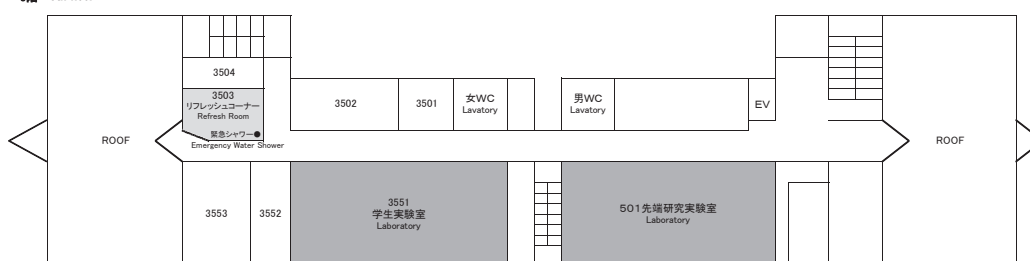 3504
3503
リフレッシュコーナー
Refresh Room
緊急シャワー●
Emergency Water Shower
3502
3501
女WC
Lavatory
男WC
Lavatory
EV
ROOF
ROOF
3553
3552
3551
学生実験室
Laboratory
501先端研究実験室
Laboratory